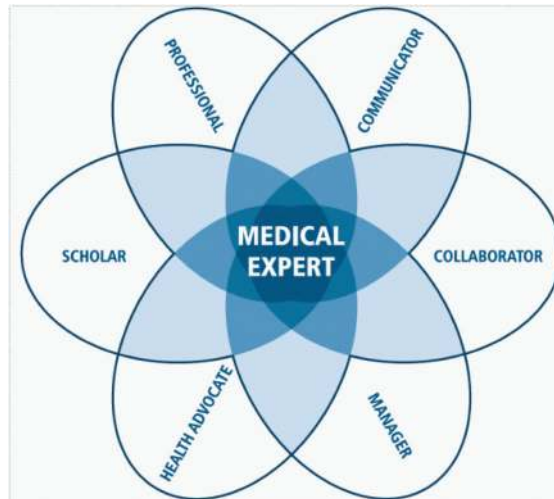 PROFESSIONAL
COMMUNICATOR
SCHOLAR
MEDICAL
EXPERT
COLLABORATOR
HEALTH ADVOCATE
MANAGER